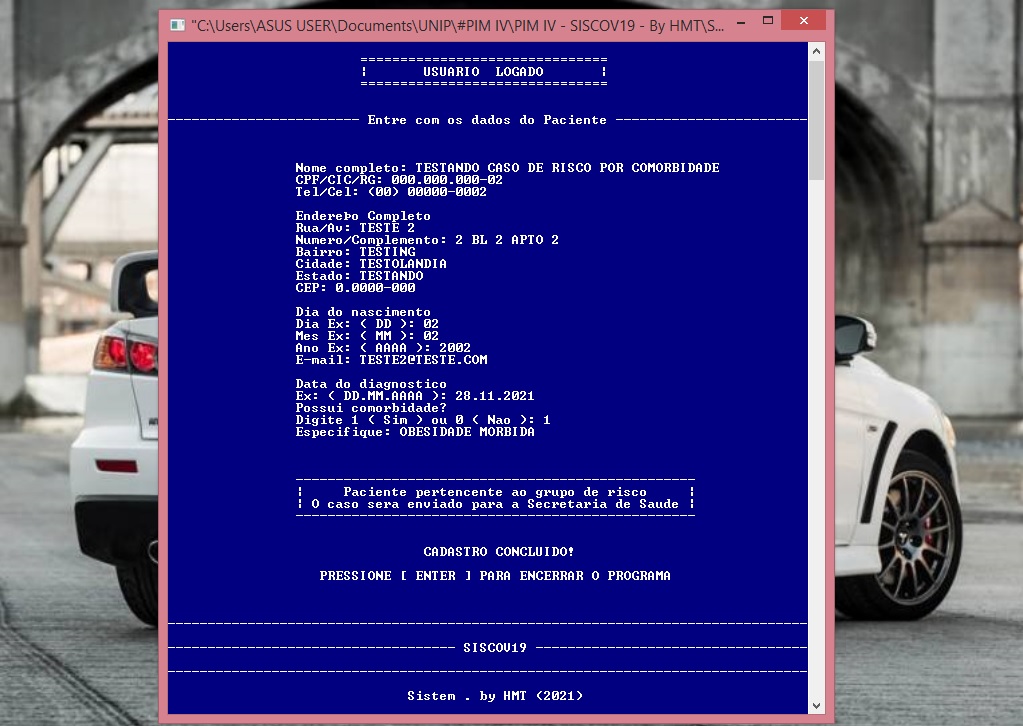 "C:\Users\ASUS USER\Documents\UNIP\#PIM IV\PIM IV - SISCOV19 - By HMT\S...
===============================
¦ USUARIO LOGADO ¦
===============================
------------------------ Entre com os dados do Paciente ------------------------
Nome completo: TESTANDO CASO DE RISCO POR COMORBIDADE
CPF/CIC/RG: 000.000.000-02
Tel/Cel: (00) 00000-0002
EndereÞo Completo
Rua/Av: TESTE 2
Numero/Complemento: 2 BL 2 APTO 2
Bairro: TESTING
Cidade: TESTOLANDIA
Estado: TESTANDO
CEP: 0.0000-000
Dia do nascimento
Dia Ex: ( DD ): 02
Mes Ex: ( MM ): 02
Ano Ex: ( AAAA ): 2002
E-mail: TESTE2@TESTE.COM
Data do diagnostico
Ex: ( DD.MM.AAAA ): 28.11.2021
Possui comorbidade?
Digite 1 ( Sim ) ou 0 ( Nao ): 1
Especifique: OBESIDADE MORBIDA
--------------------------------------------------
¦ Paciente pertencente ao grupo de risco ¦
¦ O caso sera enviado para a Secretaria de Saude ¦
--------------------------------------------------
CADASTRO CONCLUIDO!
PRESSIONE [ ENTER ] PARA ENCERRAR O PROGRAMA
--------------------------------------------------------------------------------
------------------------------------ SISCOV19 ----------------------------------
--------------------------------------------------------------------------------
Sistem . by HMT (2021)